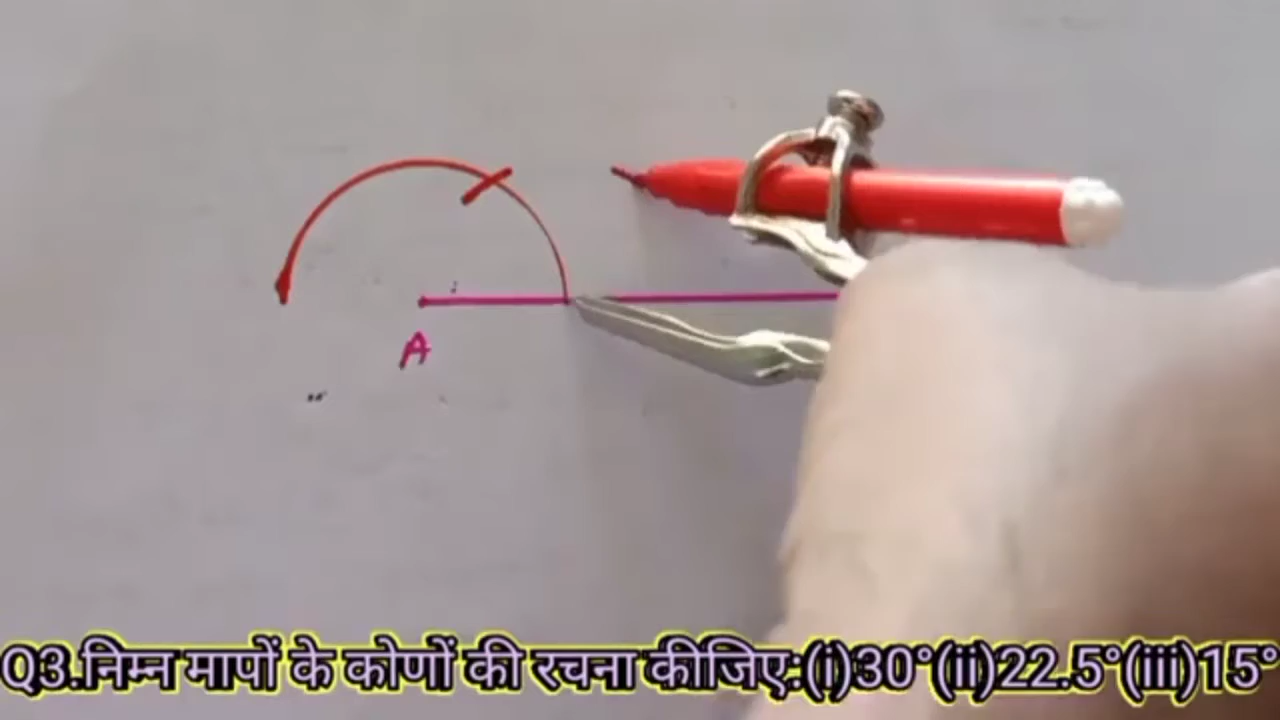 A
Q3.निम्न मापों के कोणों की रचना कीजिए:(i)30°(ii)22.5°(iii)15°